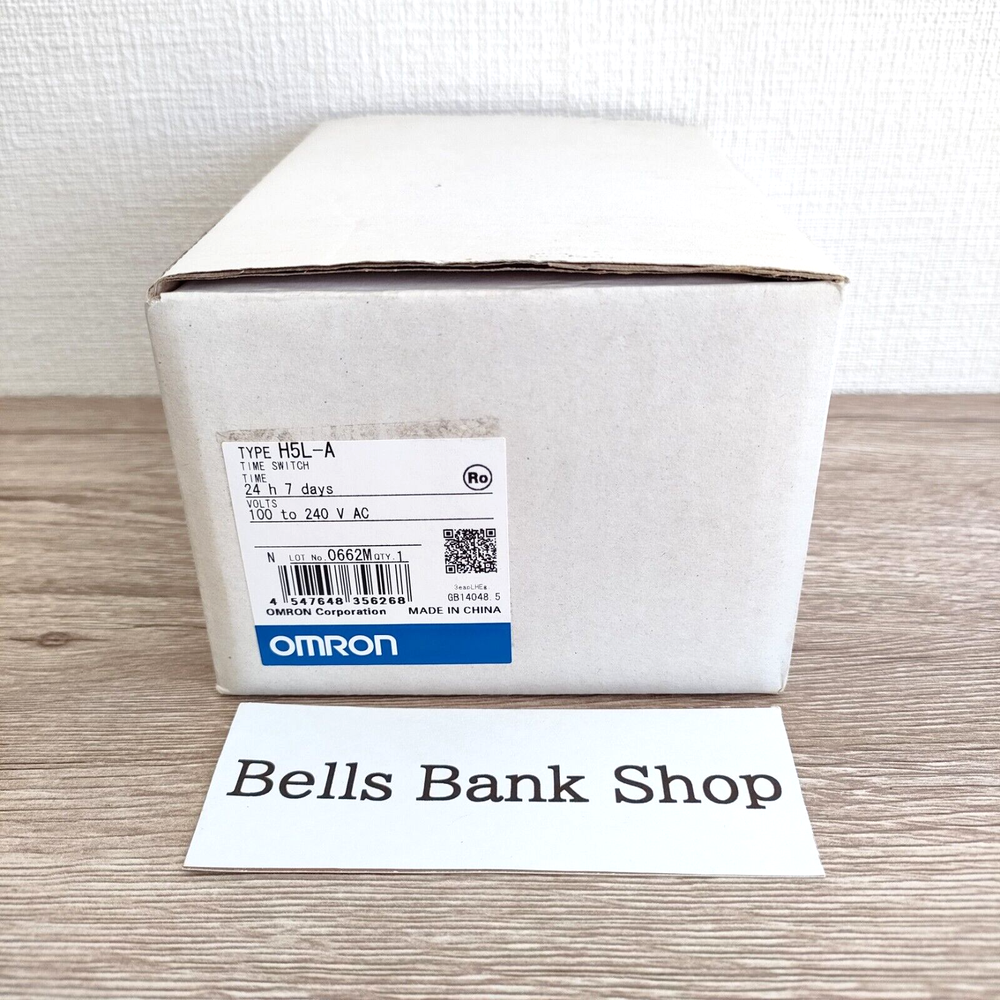 TYPE H5L-A
TIME SWITCH
TIME
24 h 7 days
Ro
VOLTS
100 to 240 V AC
N LOT No. 0662M QTY. 1
4 547648 356268
GB14048.5
OMRON Corporation MADE IN CHINA
OMRON
Bells Bank Shop